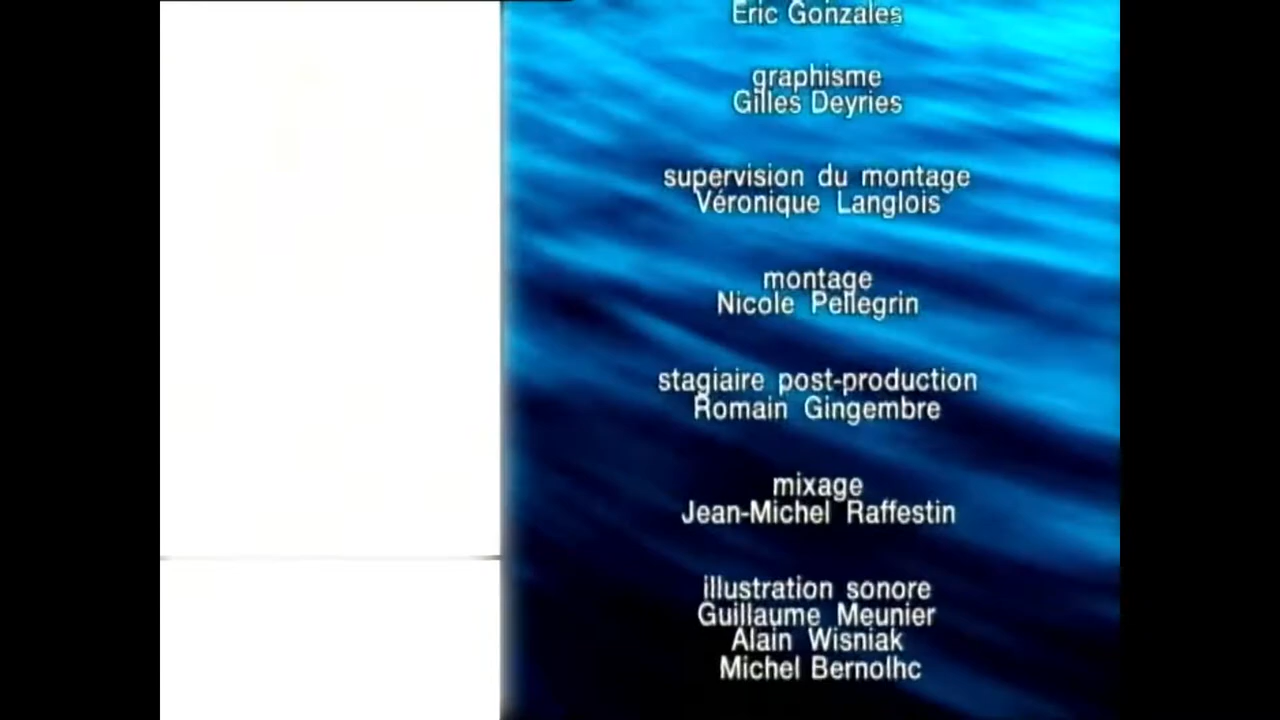 Eric Gonzales
graphisme
Gilles Deyries
supervision du montage
Véronique Langlois
montage
Nicole Pellegrin
stagiaire post-production
Romain Gingembre
mixage
Jean-Michel Raffestin
illustration sonore
Guillaume Meunier
Alain Wisniak
Michel Bernolhc